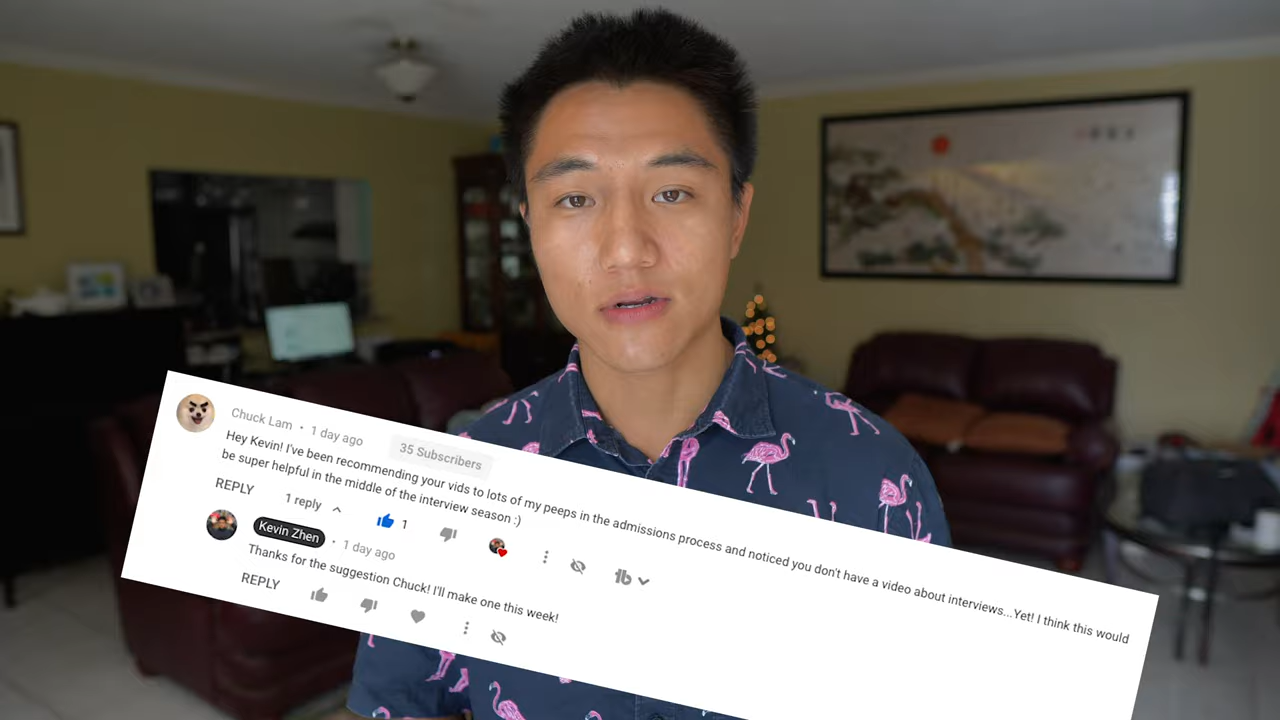 Chuck Lam • 1 day ago 35 Subscribers
Hey Kevin! I've been recommending your vids to lots of my peeps in the admissions process and noticed you don't have a video about interviews...Yet! I think this would
be super helpful in the middle of the interview season :)
REPLY 1 reply 1
Kevin Zhen • 1 day ago
Thanks for the suggestion Chuck! I'll make one this week!
REPLY